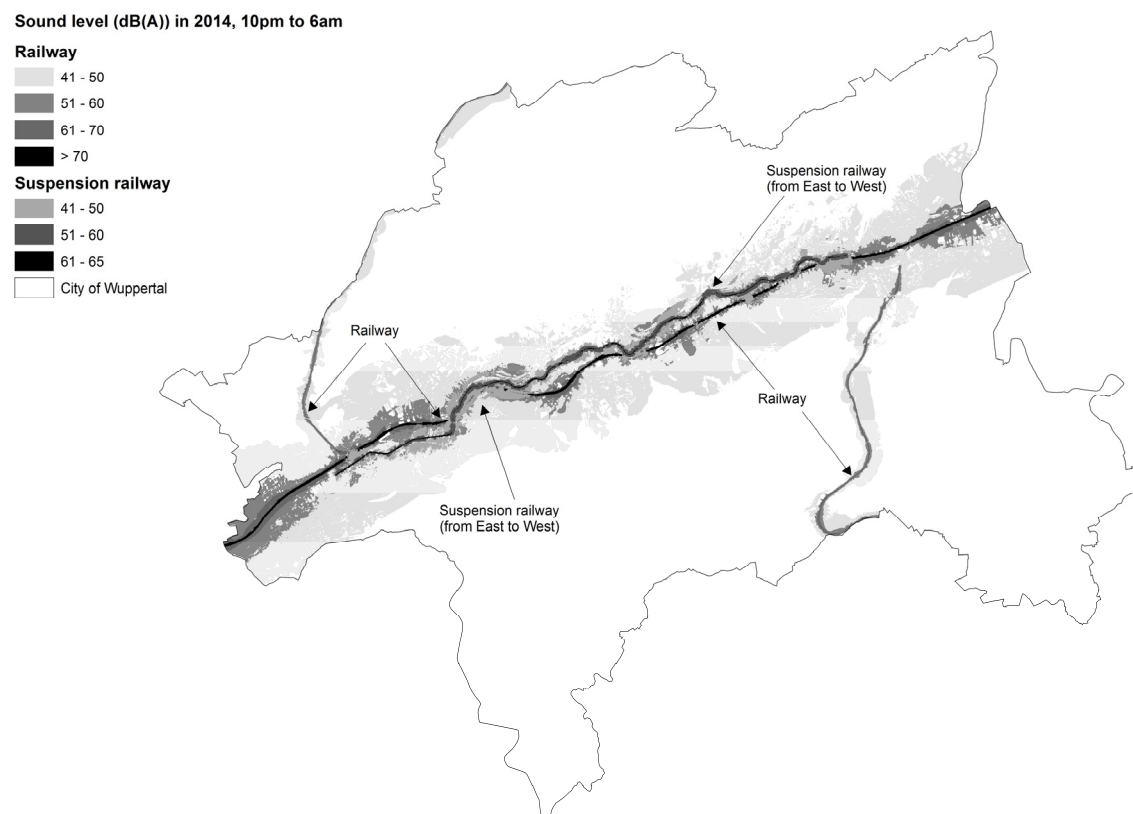 Sound level (dB(A)) in 2014, 10pm to 6am
Railway
41 - 50
51 - 60
61 - 70
> 70
Suspension railway
41 - 50
51 - 60
61 - 65
City of Wuppertal
Suspension railway
(from East to West)
Railway
Railway
Suspension railway
(from East to West)